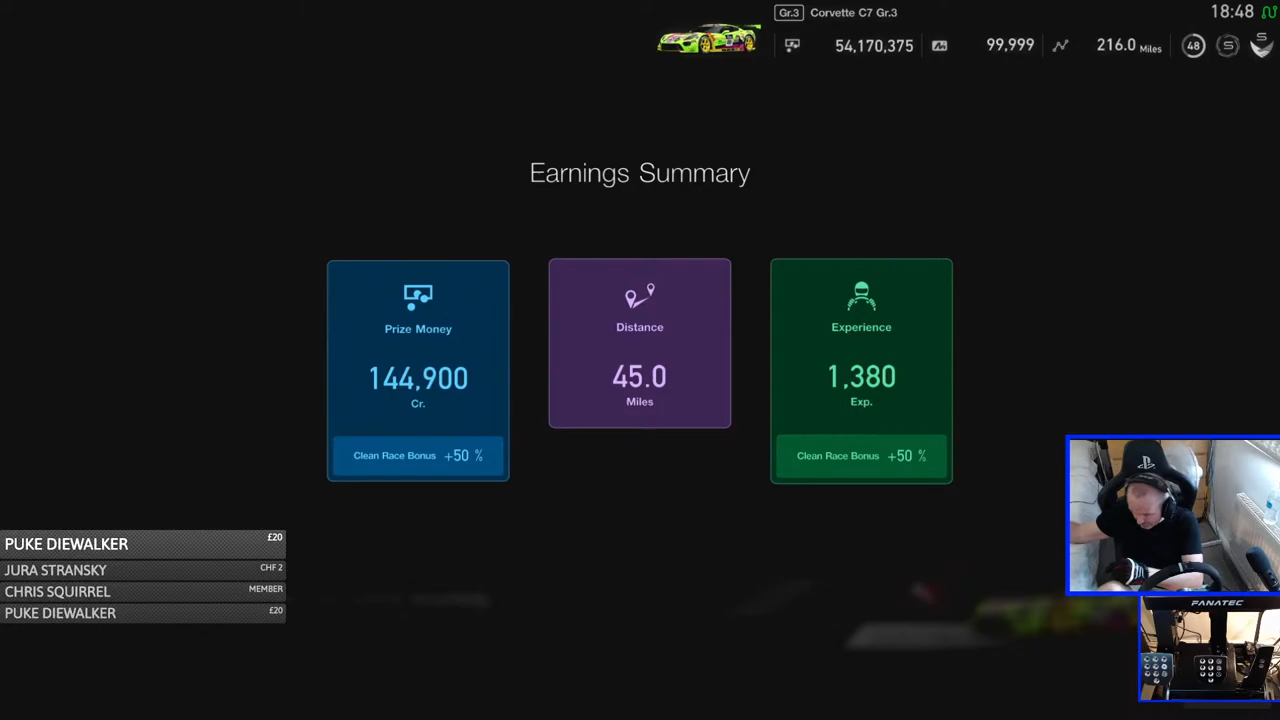 Gr.3 Corvette C7 Gr.3
18:48
54,170,375
99,999
216.0 Miles
48
S
S
Earnings Summary
Prize Money
144,900
Cr.
Clean Race Bonus +50 %
Distance
45.0
Miles
Experience
1,380
Exp.
Clean Race Bonus +50 %
PUKE DIEWALKER £20
JURA STRANSKY CHF 2
CHRIS SQUIRREL MEMBER
PUKE DIEWALKER £20
FANATEC